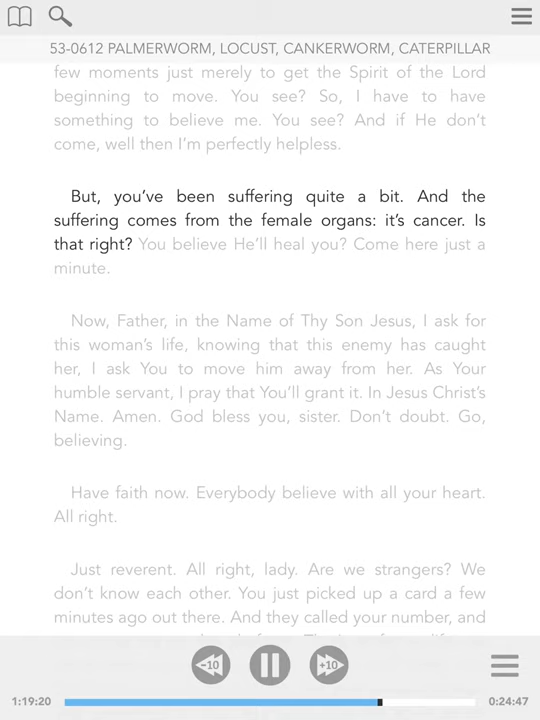 53-0612 PALMERWORM, LOCUST, CANKERWORM, CATERPILLAR
few moments just merely to get the Spirit of the Lord
beginning to move. You see? So, I have to have
something to believe me. You see? And if He don’t
come, well then I’m perfectly helpless.
But, you’ve been suffering quite a bit. And the
suffering comes from the female organs: it’s cancer. Is
that right? You believe He’ll heal you? Come here just a
minute.
Now, Father, in the Name of Thy Son Jesus, I ask for
this woman’s life, knowing that this enemy has caught
her, I ask You to move him away from her. As Your
humble servant, I pray that You’ll grant it. In Jesus Christ’s
Name. Amen. God bless you, sister. Don’t doubt. Go,
believing.
Have faith now. Everybody believe with all your heart.
All right.
Just reverent. All right, lady. Are we strangers? We
don’t know each other. You just picked up a card a few
minutes ago out there. And they called your number, and
-10 +10
1:19:20 0:24:47